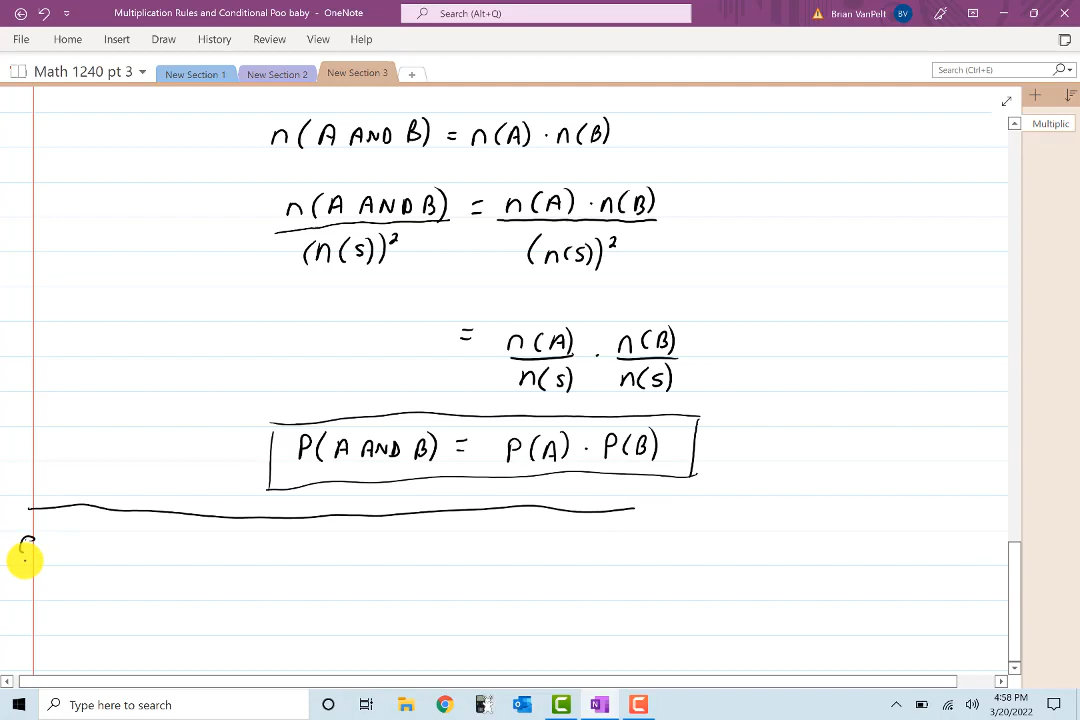 Multiplication Rules and Conditional Poo baby - OneNote
Search (Alt+Q)
Brian VanPelt
BV
File Home Insert Draw History Review View Help
Math 1240 pt 3
New Section 1
New Section 2
New Section 3
+
Search (Ctrl+E)
Multiplic
n(A AND B) = n(A) · n(B)
n(A AND B) = n(A) · n(B)
(n(s))² (n(s))²
= n(A) · n(B)
n(s) n(s)
P(A AND B) = P(A) · P(B)
Type here to search
4:58 PM
3/20/2022